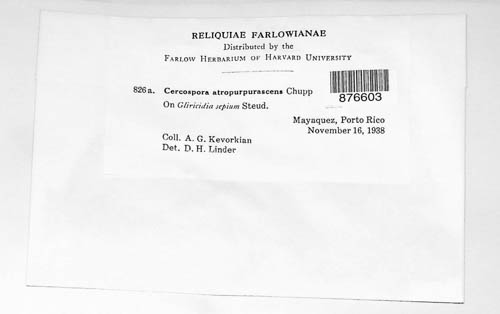 RELIQUIAE FARLOWIANAE
Distributed by the
FARLOW HERBARIUM OF HARVARD UNIVERSITY
826 a. Cercospora atropurpurascens Chupp
On Gliricidia sepium Steud.
876603
Mayaquez, Porto Rico
November 16, 1938
Coll. A. G. Kevorkian
Det. D. H. Linder